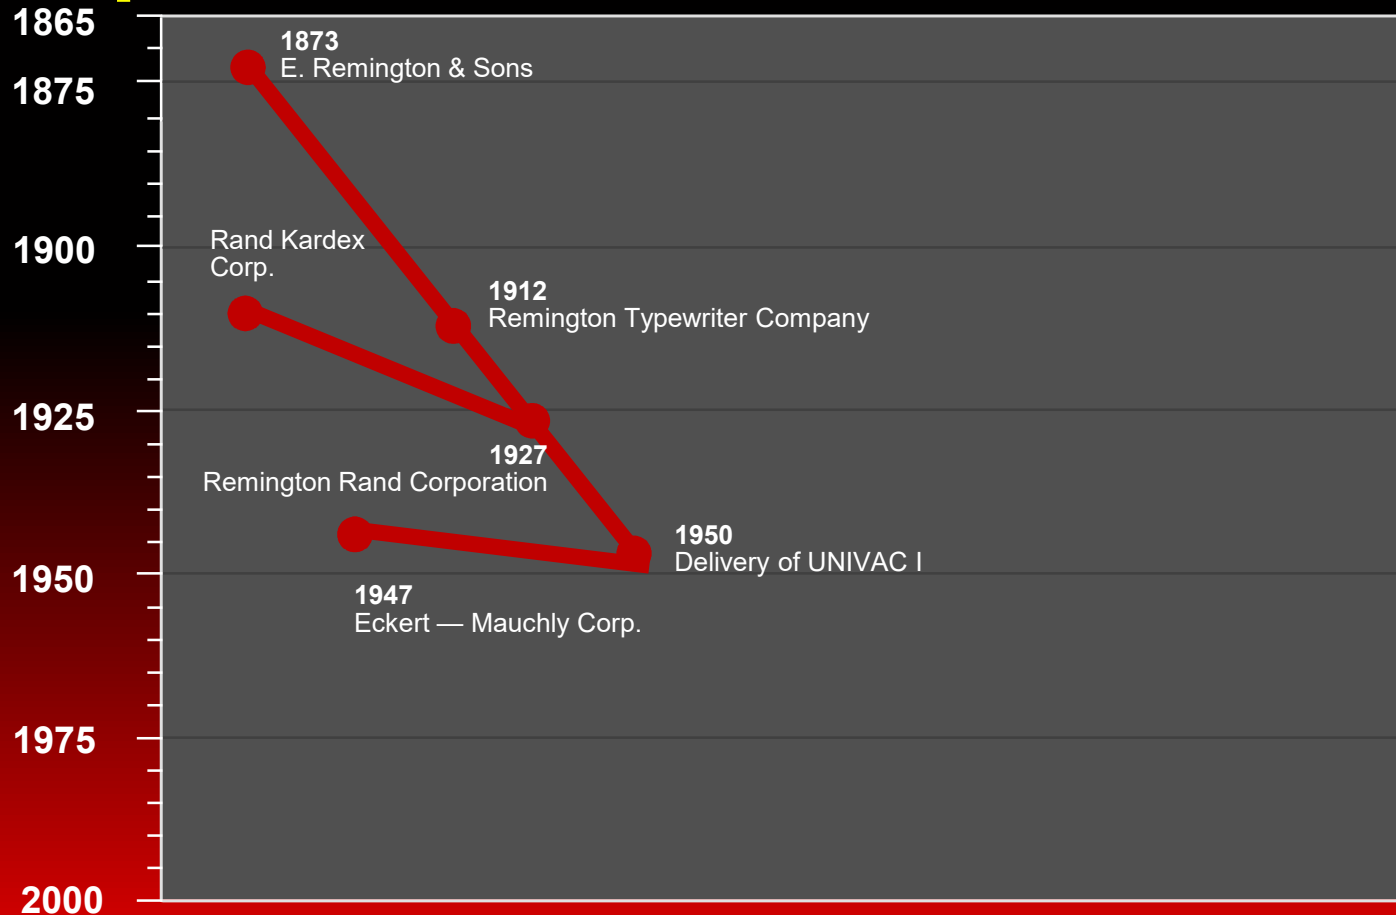 1865
1873
E. Remington & Sons
1875
Rand Kardex
Corp.
1900
1912
Remington Typewriter Company
1925
1927
Remington Rand Corporation
1950
Delivery of UNIVAC I
1950
1947
Eckert — Mauchly Corp.
1975
2000